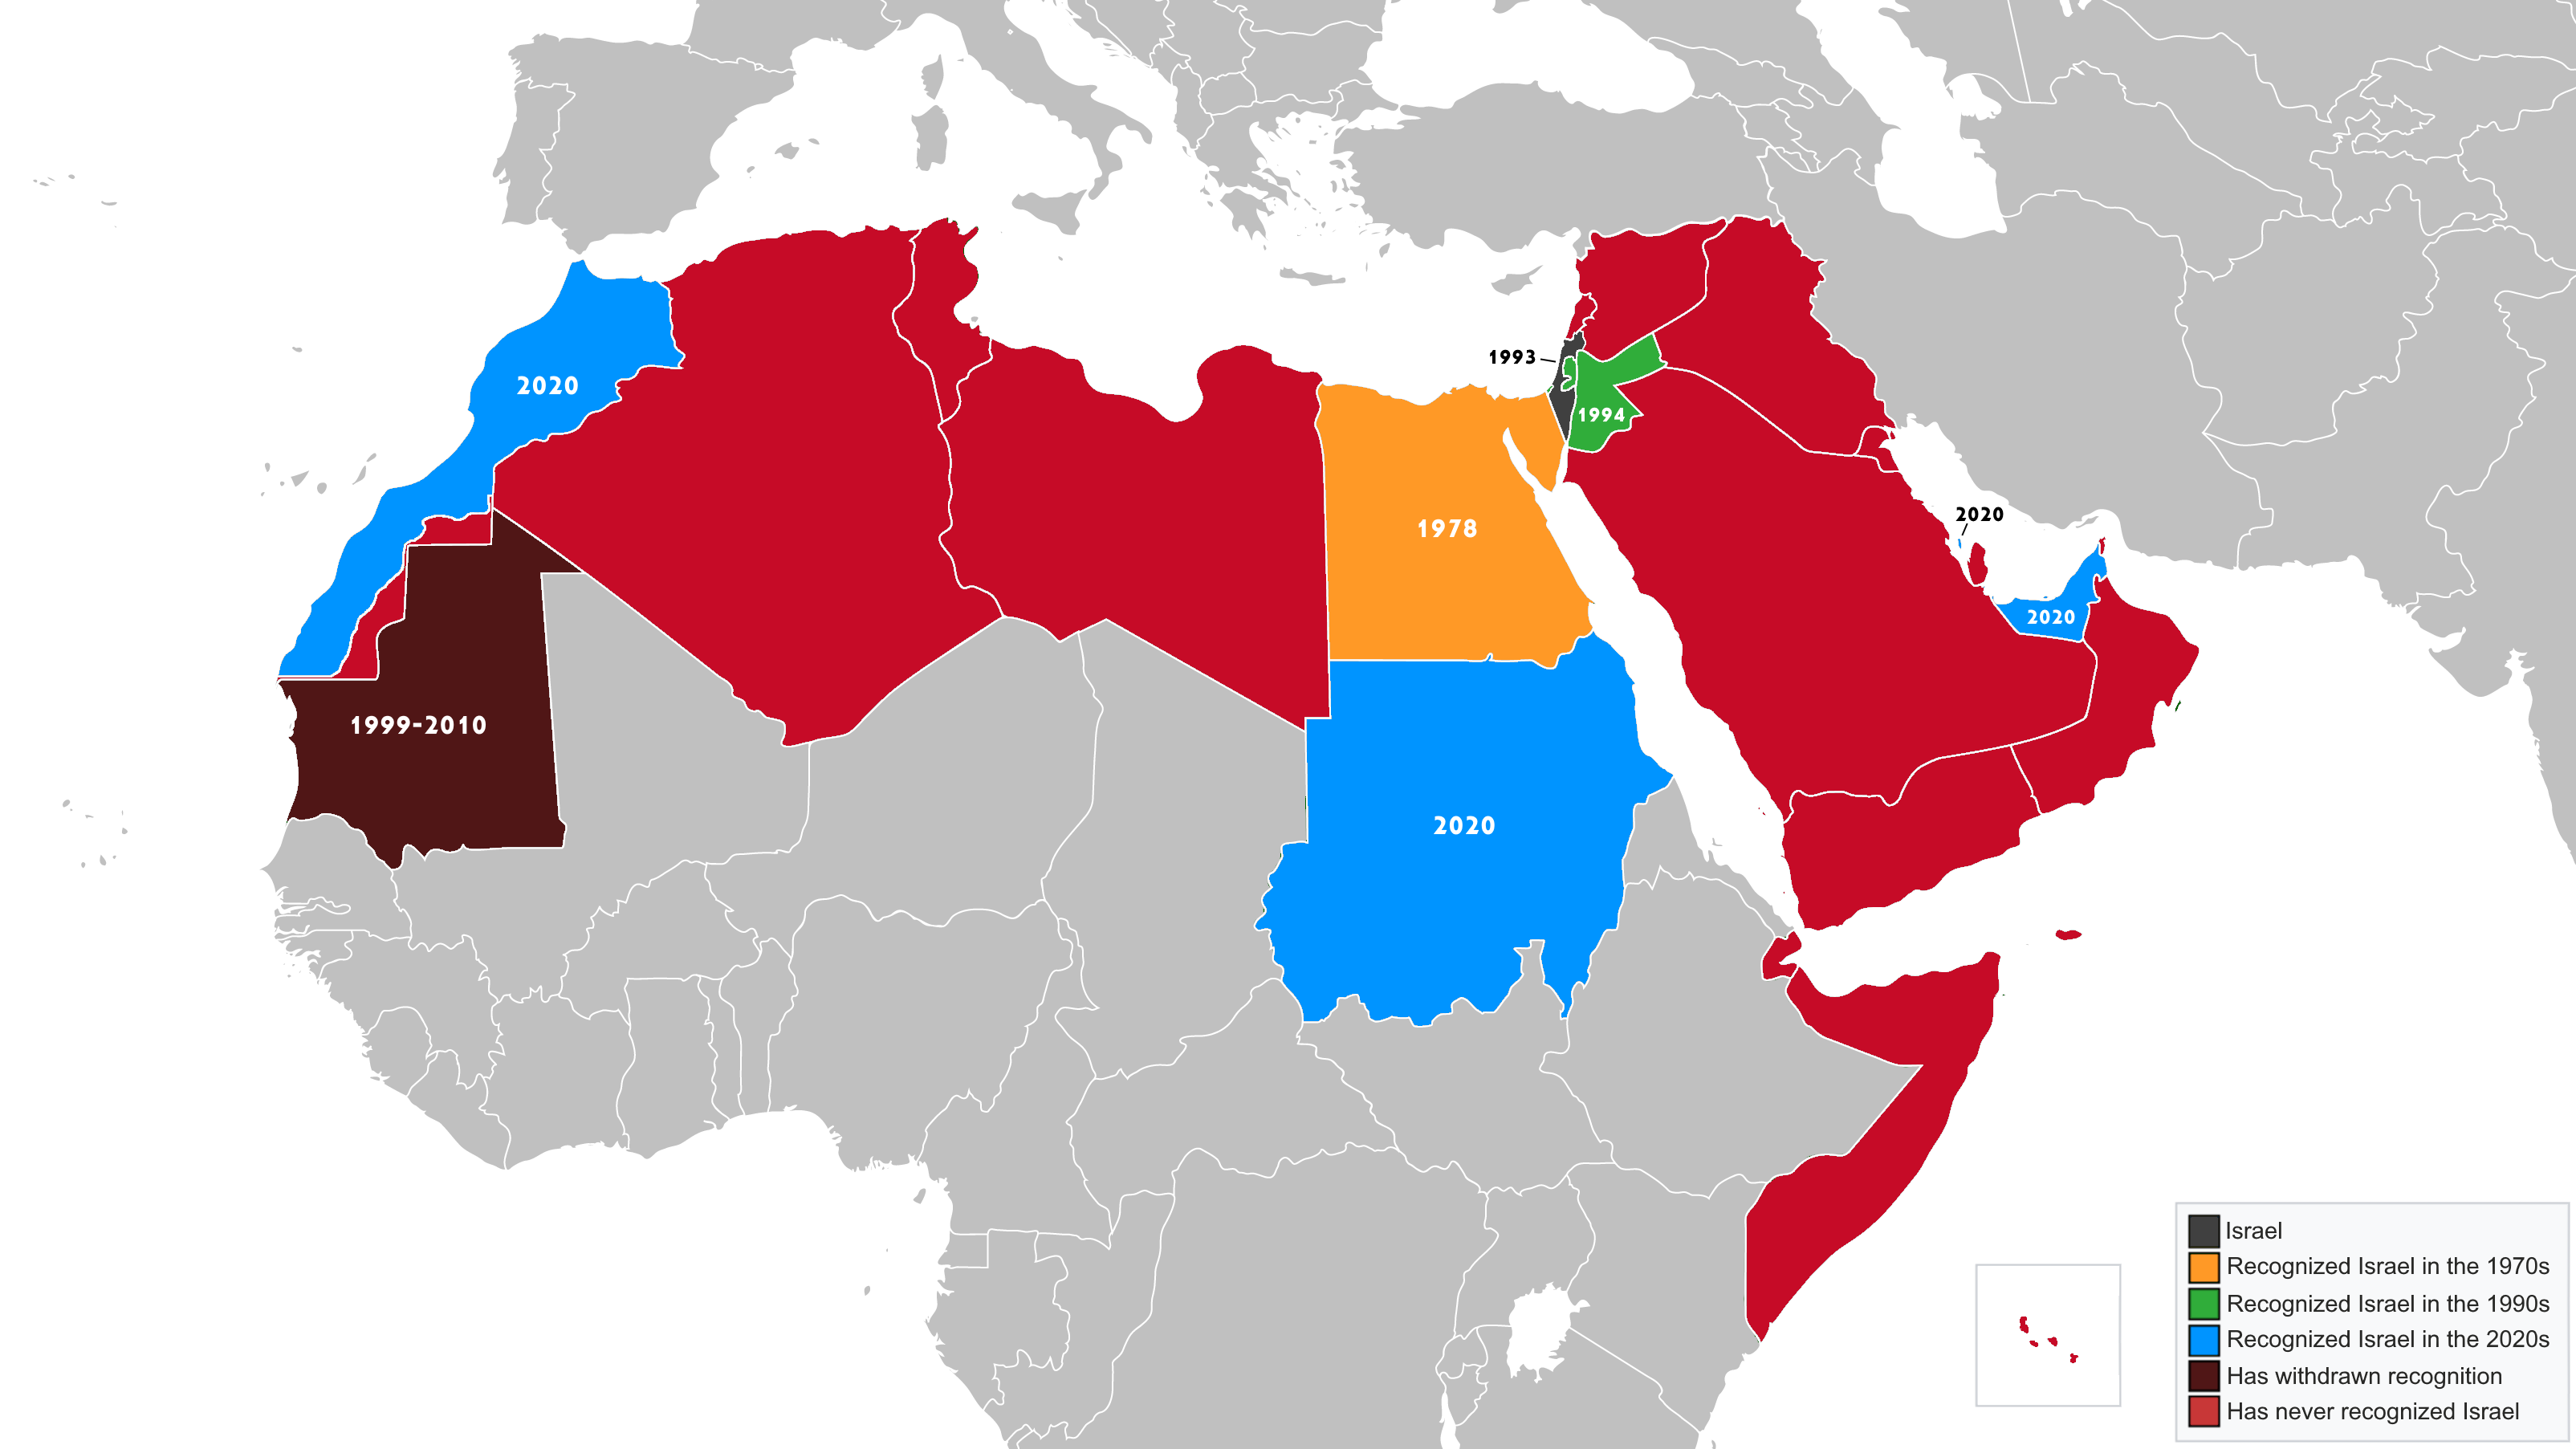 1993
2020
1994
2020
1978
2020
1999-2010
2020
Israel
Recognized Israel in the 1970s
Recognized Israel in the 1990s
Recognized Israel in the 2020s
Has withdrawn recognition
Has never recognized Israel